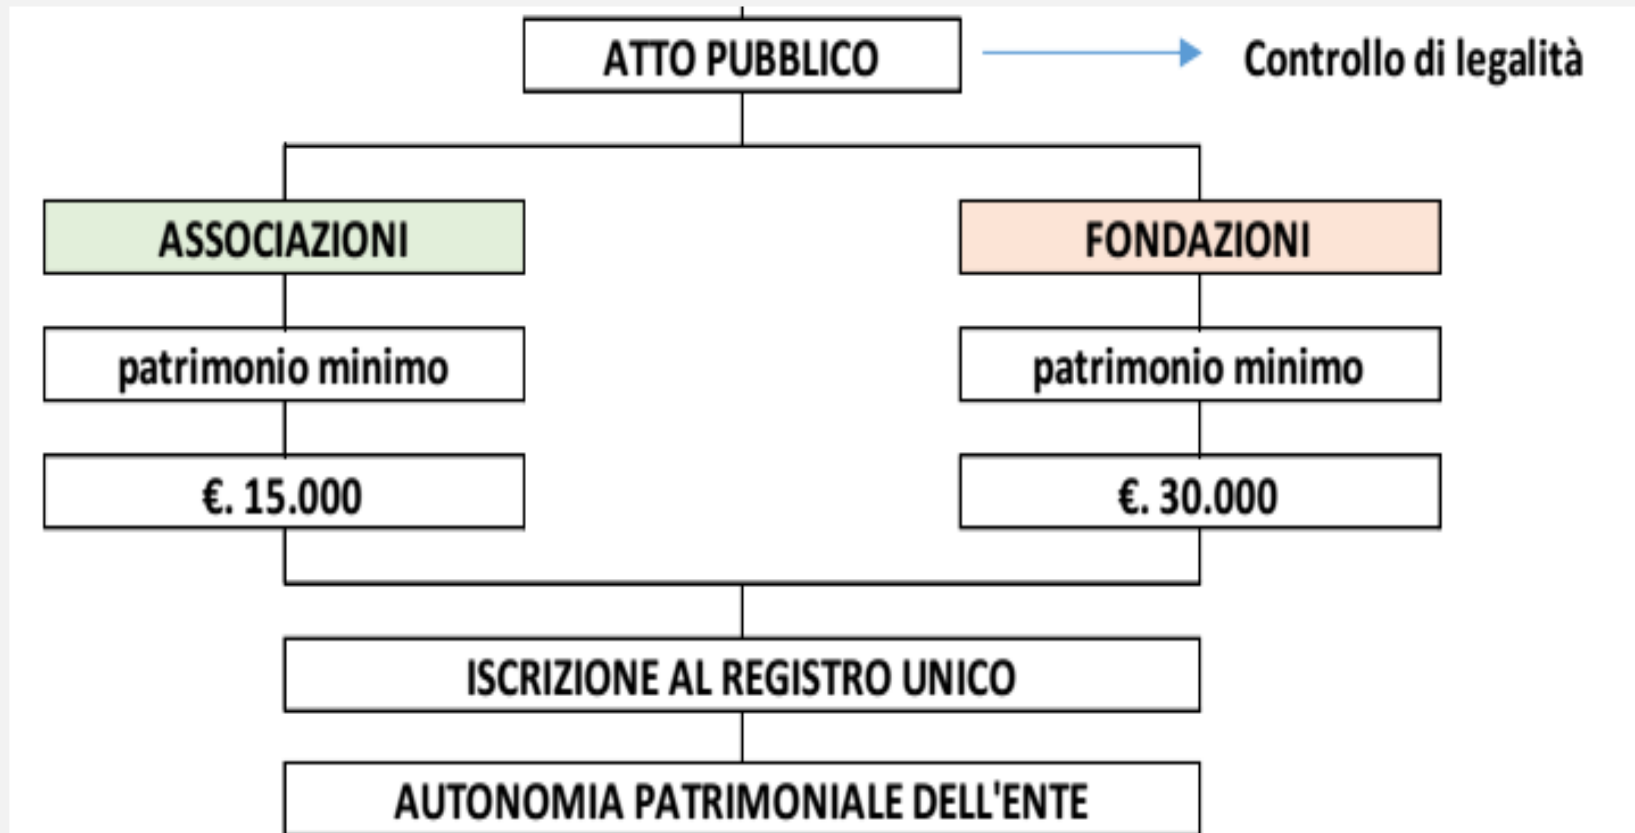 ATTO PUBBLICO
Controllo di legalità
ASSOCIAZIONI
FONDAZIONI
patrimonio minimo
patrimonio minimo
€. 15.000
€. 30.000
ISCRIZIONE AL REGISTRO UNICO
AUTONOMIA PATRIMONIALE DELL'ENTE